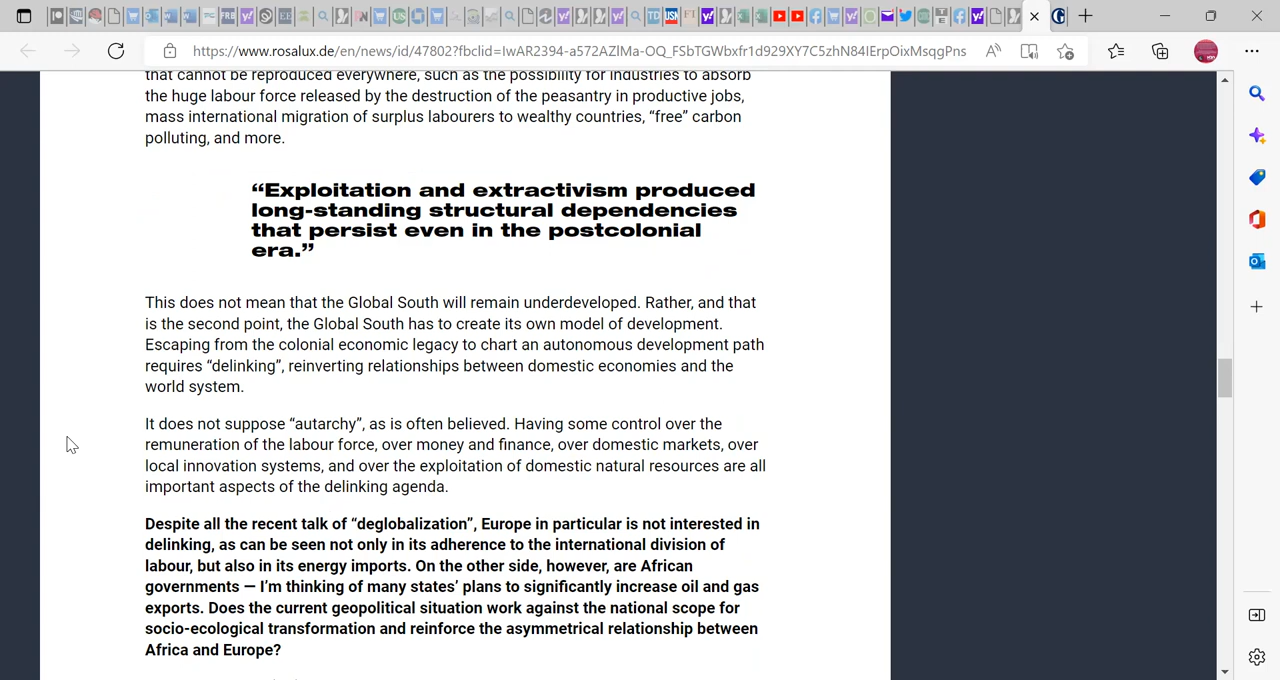 https://www.rosalux.de/en/news/id/47802?fbclid=IwAR2394-a572AZlMa-OQ_FSbTGWbxfr1d929XY7C5zhN84IErpOixMsqgPns
that cannot be reproduced everywhere, such as the possibility for industries to absorb
the huge labour force released by the destruction of the peasantry in productive jobs,
mass international migration of surplus labourers to wealthy countries, “free” carbon
polluting, and more.
“Exploitation and extractivism produced
long-standing structural dependencies
that persist even in the postcolonial
era.”
This does not mean that the Global South will remain underdeveloped. Rather, and that
is the second point, the Global South has to create its own model of development.
Escaping from the colonial economic legacy to chart an autonomous development path
requires “delinking”, reinverting relationships between domestic economies and the
world system.
It does not suppose “autarchy”, as is often believed. Having some control over the
remuneration of the labour force, over money and finance, over domestic markets, over
local innovation systems, and over the exploitation of domestic natural resources are all
important aspects of the delinking agenda.
Despite all the recent talk of “deglobalization”, Europe in particular is not interested in
delinking, as can be seen not only in its adherence to the international division of
labour, but also in its energy imports. On the other side, however, are African
governments — I’m thinking of many states’ plans to significantly increase oil and gas
exports. Does the current geopolitical situation work against the national scope for
socio-ecological transformation and reinforce the asymmetrical relationship between
Africa and Europe?